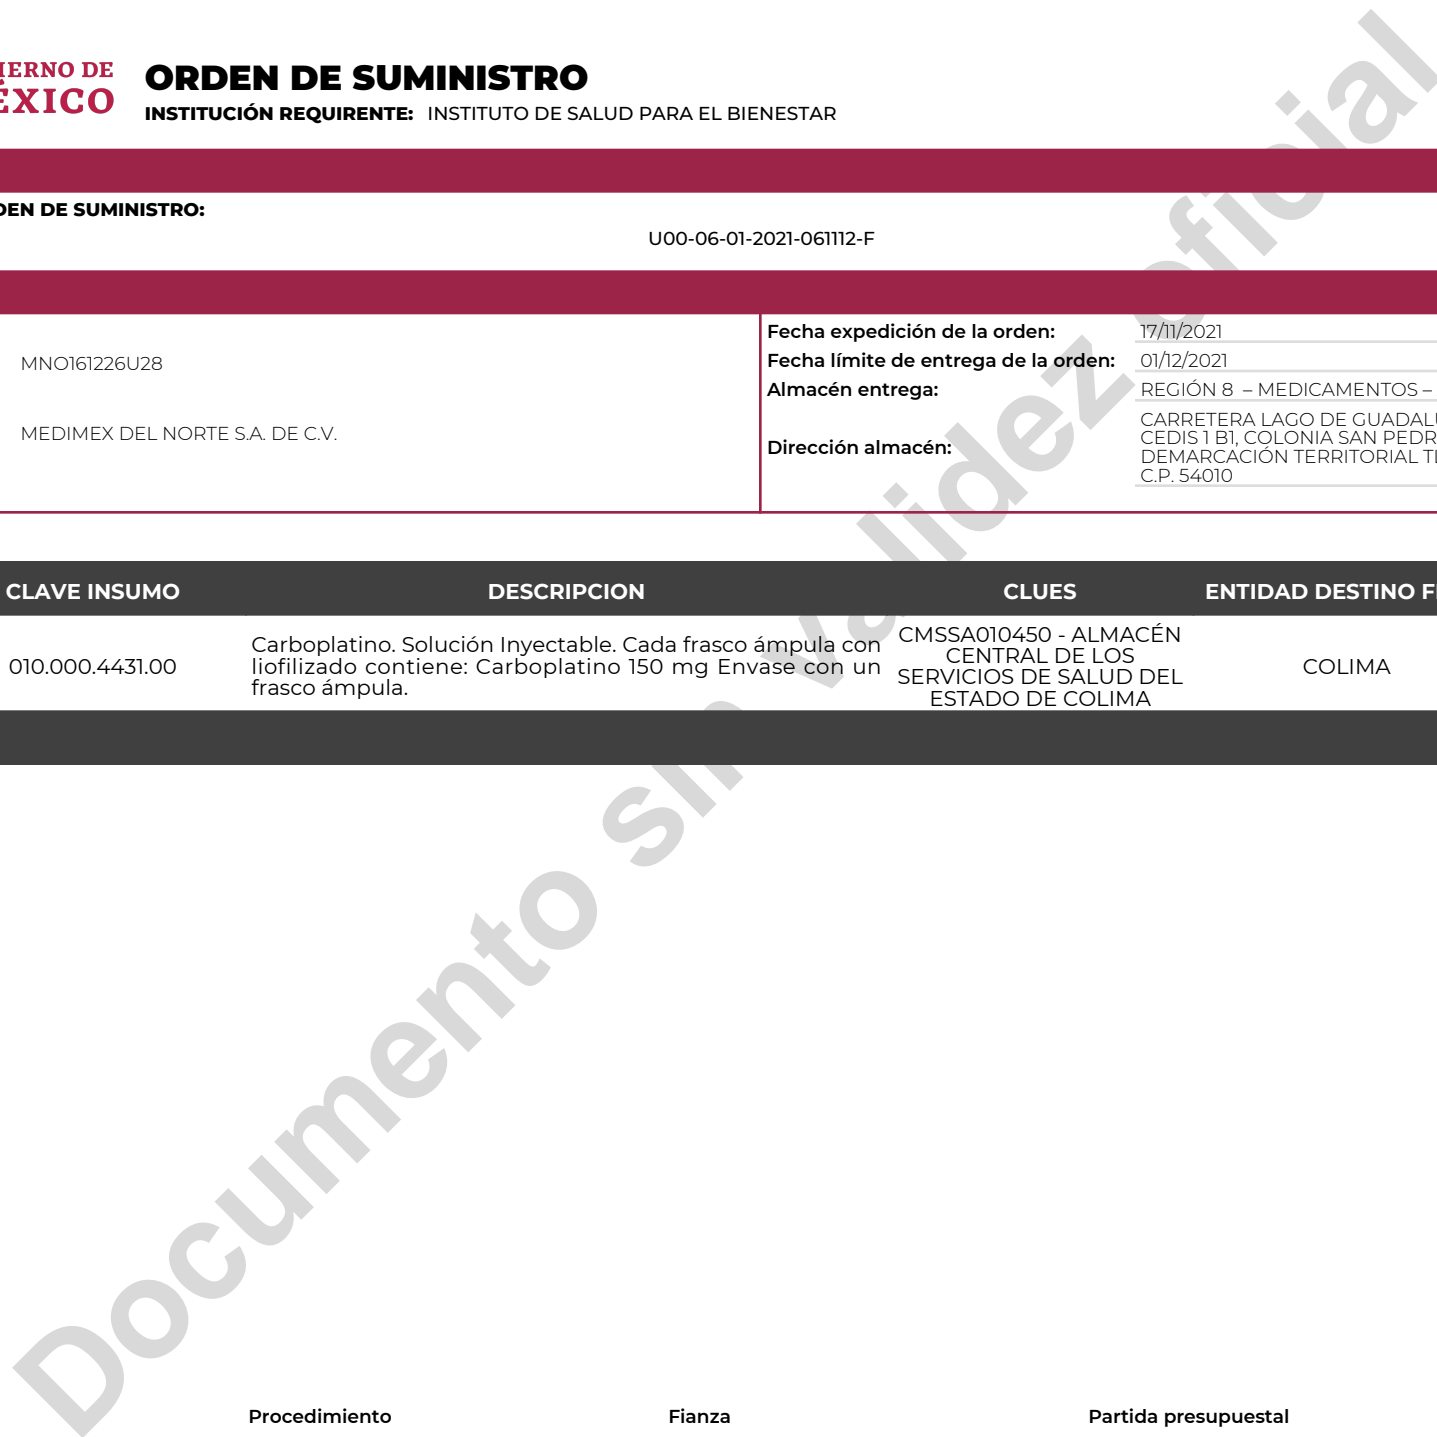 IERNO DE
ÉXICO
ORDEN DE SUMINISTRO
INSTITUCIÓN REQUIRENTE: INSTITUTO DE SALUD PARA EL BIENESTAR
DEN DE SUMINISTRO:
U00-06-01-2021-061112-F
MNO161226U28
MEDIMEX DEL NORTE S.A. DE C.V.
Fecha expedición de la orden: 17/11/2021
Fecha límite de entrega de la orden: 01/12/2021
Almacén entrega: REGIÓN 8 – MEDICAMENTOS –
Dirección almacén:
CARRETERA LAGO DE GUADALU
CEDIS 1 B1, COLONIA SAN PEDR
DEMARCACIÓN TERRITORIAL TL
C.P. 54010
CLAVE INSUMO DESCRIPCION CLUES ENTIDAD DESTINO FI
010.000.4431.00
Carboplatino. Solución Inyectable. Cada frasco ámpula con
liofilizado contiene: Carboplatino 150 mg Envase con un
frasco ámpula.
CMSSA010450 - ALMACÉN
CENTRAL DE LOS
SERVICIOS DE SALUD DEL
ESTADO DE COLIMA
COLIMA
Documento sin validez oficial
Procedimiento Fianza Partida presupuestal